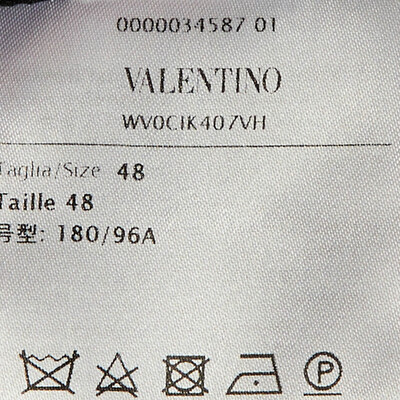 0000034587 01
VALENTINO
WV0CIK407VH
Taglia/Size 48
Taille 48
号型: 180/96A
P